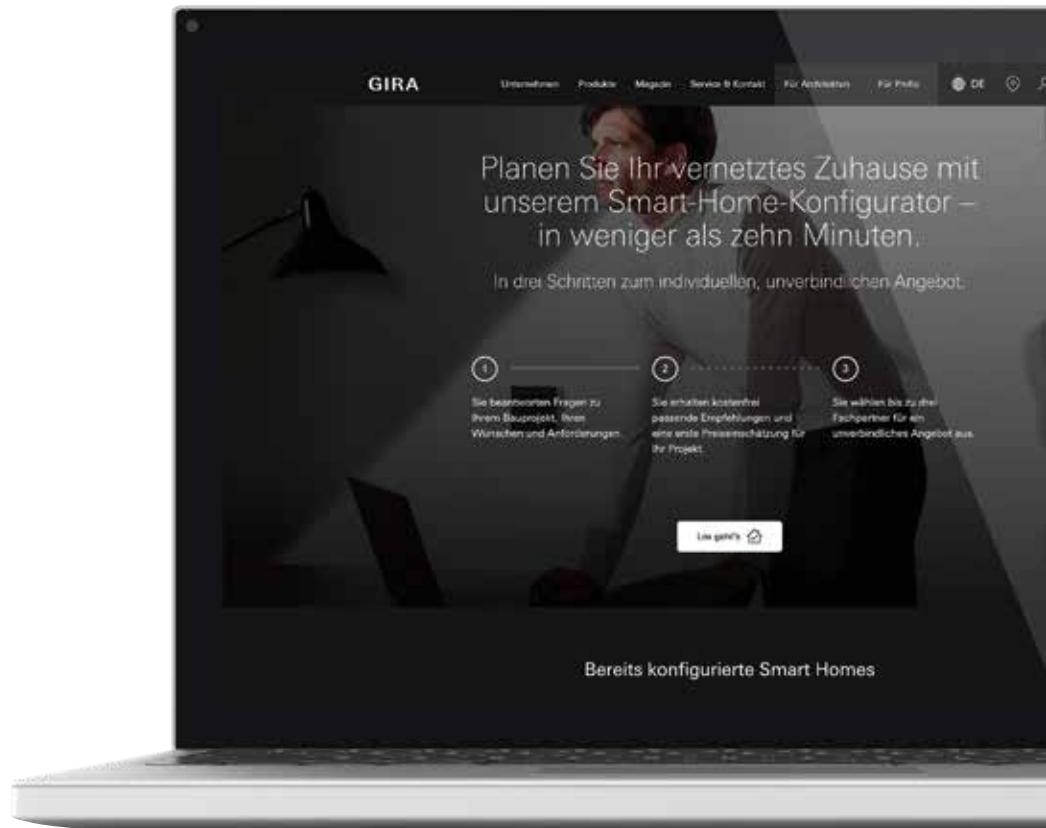 GIRA
Unternehmen Produkte Magazin Service & Kontakt Für Architekten Für Profis DE
Planen Sie Ihr vernetztes Zuhause mit
unserem Smart-Home-Konfigurator –
in weniger als zehn Minuten.
In drei Schritten zum individuellen, unverbindlichen Angebot.
1 2 3
Sie beantworten Fragen zu
Ihrem Bauprojekt, Ihren
Wünschen und Anforderungen.
Sie erhalten kostenfrei
passende Empfehlungen und
eine erste Preiseinschätzung für
Ihr Projekt.
Sie wählen bis zu drei
Fachpartner für ein
unverbindliches Angebot aus.
Los geht's
Bereits konfigurierte Smart Homes